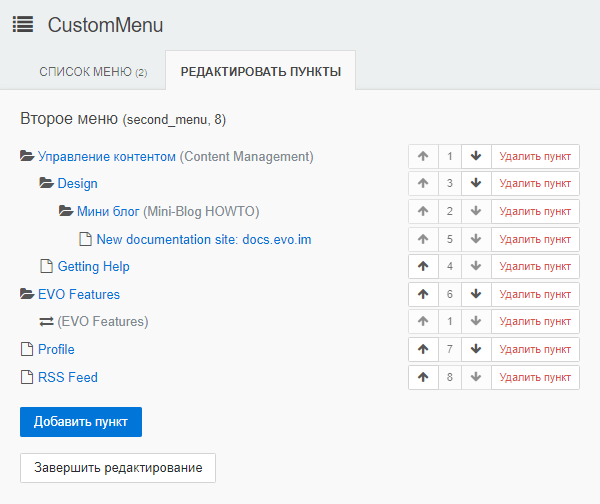 CustomMenu
СПИСОК МЕНЮ (2) РЕДАКТИРОВАТЬ ПУНКТЫ
Второе меню (second_menu, 8)
Управление контентом (Content Management) 1 Удалить пункт
Design 3 Удалить пункт
Мини блог (Mini-Blog HOWTO) 2 Удалить пункт
New documentation site: docs.evo.im 5 Удалить пункт
Getting Help 4 Удалить пункт
EVO Features 6 Удалить пункт
(EVO Features) 1 Удалить пункт
Profile 7 Удалить пункт
RSS Feed 8 Удалить пункт
Добавить пункт
Завершить редактирование